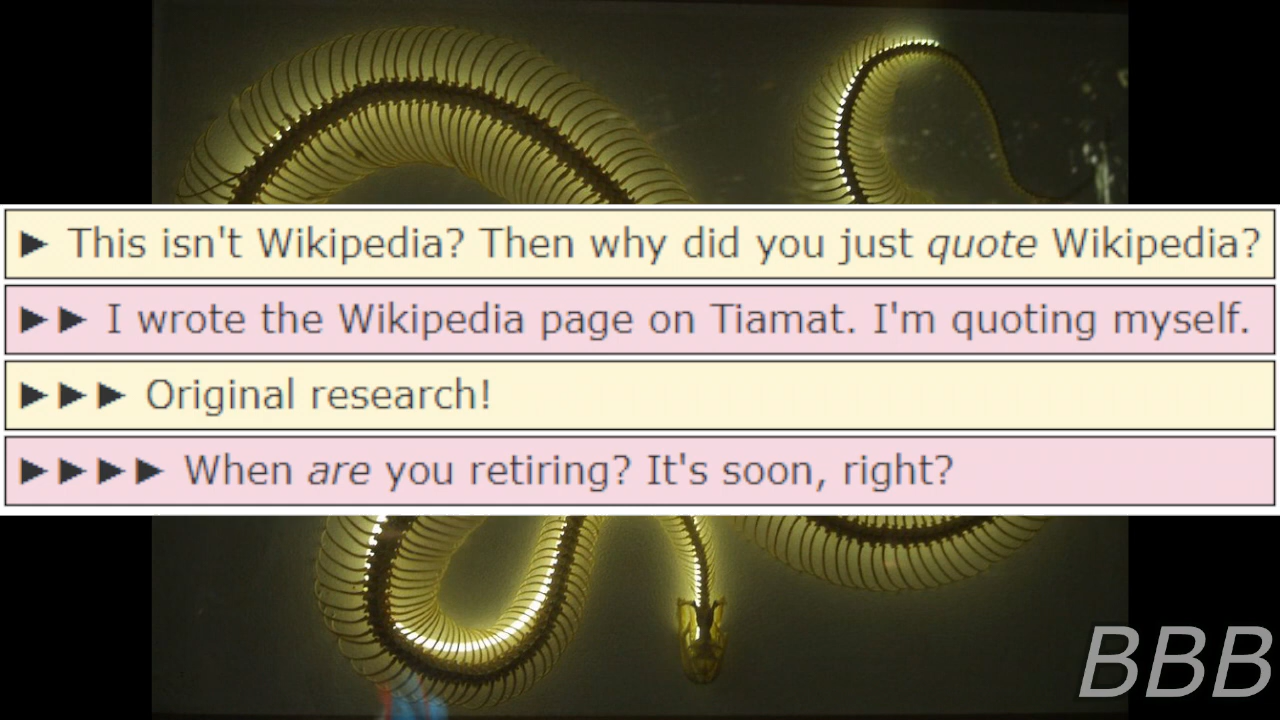 ► This isn't Wikipedia? Then why did you just quote Wikipedia?
►► I wrote the Wikipedia page on Tiamat. I'm quoting myself.
►►► Original research!
►►►► When are you retiring? It's soon, right?
BBB